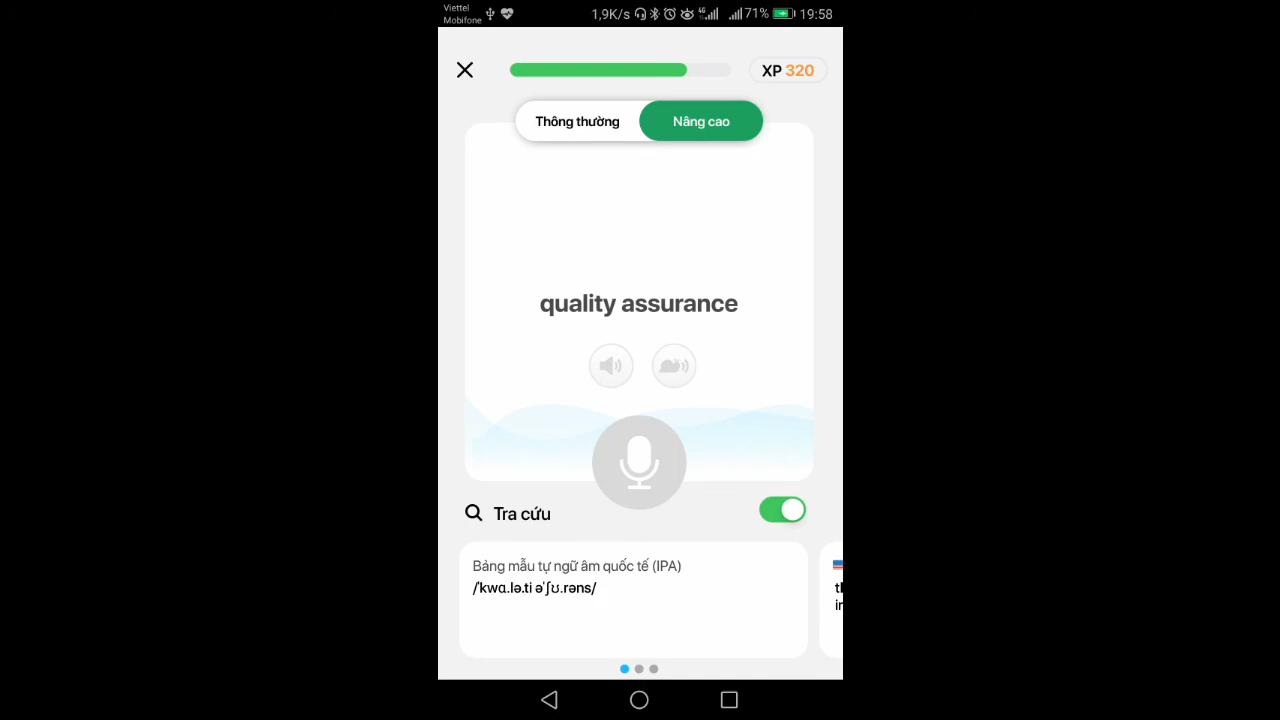 Viettel
Mobifone
1,9K/s 71% 19:58
XP 320
Thông thường Nâng cao
quality assurance
Tra cứu
Bảng mẫu tự ngữ âm quốc tế (IPA)
/ˈkwɑ.lə.ti əˈʃʊ.rəns/